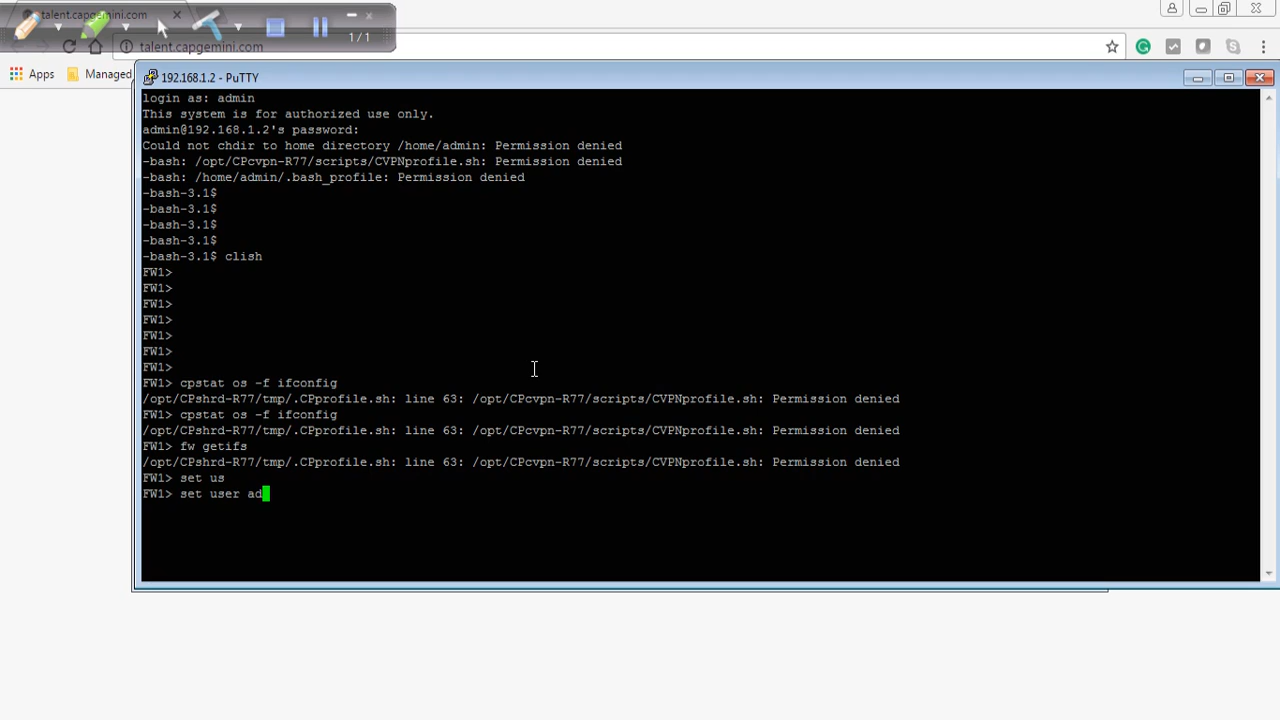 talent.capgemini.com
1/1
talent.capgemini.com
Apps
Managed
192.168.1.2 - PuTTY
login as: admin
This system is for authorized use only.
admin@192.168.1.2's password:
Could not chdir to home directory /home/admin: Permission denied
-bash: /opt/CPcvpn-R77/scripts/CVPNprofile.sh: Permission denied
-bash: /home/admin/.bash_profile: Permission denied
-bash-3.1$
-bash-3.1$
-bash-3.1$
-bash-3.1$
-bash-3.1$ clish
FW1>
FW1>
FW1>
FW1>
FW1>
FW1>
FW1>
FW1> cpstat os -f ifconfig
/opt/CPshrd-R77/tmp/.CPprofile.sh: line 63: /opt/CPcvpn-R77/scripts/CVPNprofile.sh: Permission denied
FW1> cpstat os -f ifconfig
/opt/CPshrd-R77/tmp/.CPprofile.sh: line 63: /opt/CPcvpn-R77/scripts/CVPNprofile.sh: Permission denied
FW1> fw getifs
/opt/CPshrd-R77/tmp/.CPprofile.sh: line 63: /opt/CPcvpn-R77/scripts/CVPNprofile.sh: Permission denied
FW1> set us
FW1> set user ad